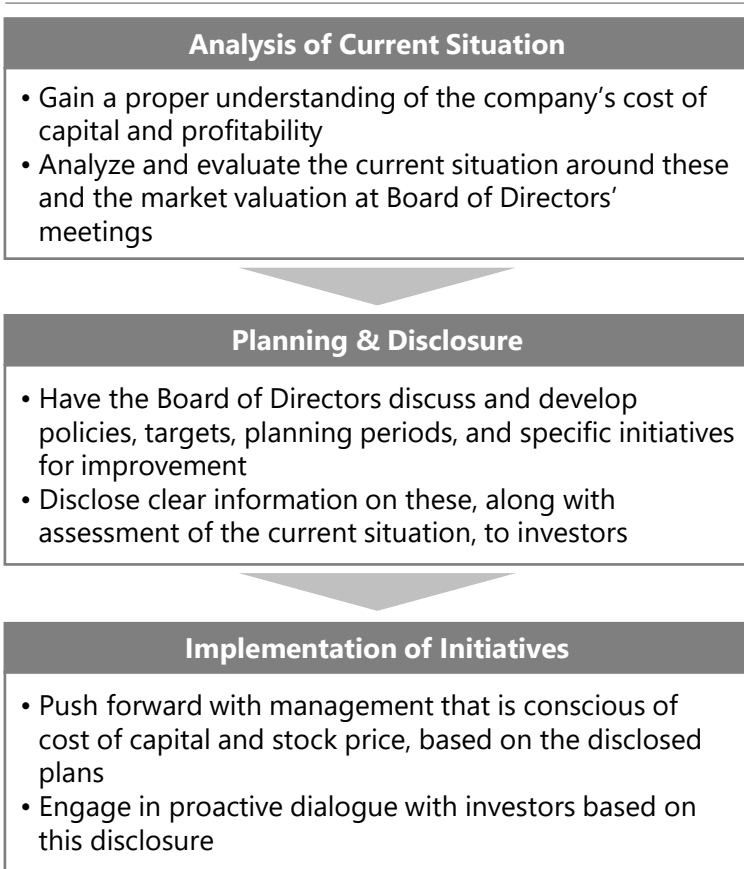 Analysis of Current Situation
• Gain a proper understanding of the company’s cost of
capital and profitability
• Analyze and evaluate the current situation around these
and the market valuation at Board of Directors’
meetings
Planning & Disclosure
• Have the Board of Directors discuss and develop
policies, targets, planning periods, and specific initiatives
for improvement
• Disclose clear information on these, along with
assessment of the current situation, to investors
Implementation of Initiatives
• Push forward with management that is conscious of
cost of capital and stock price, based on the disclosed
plans
• Engage in proactive dialogue with investors based on
this disclosure